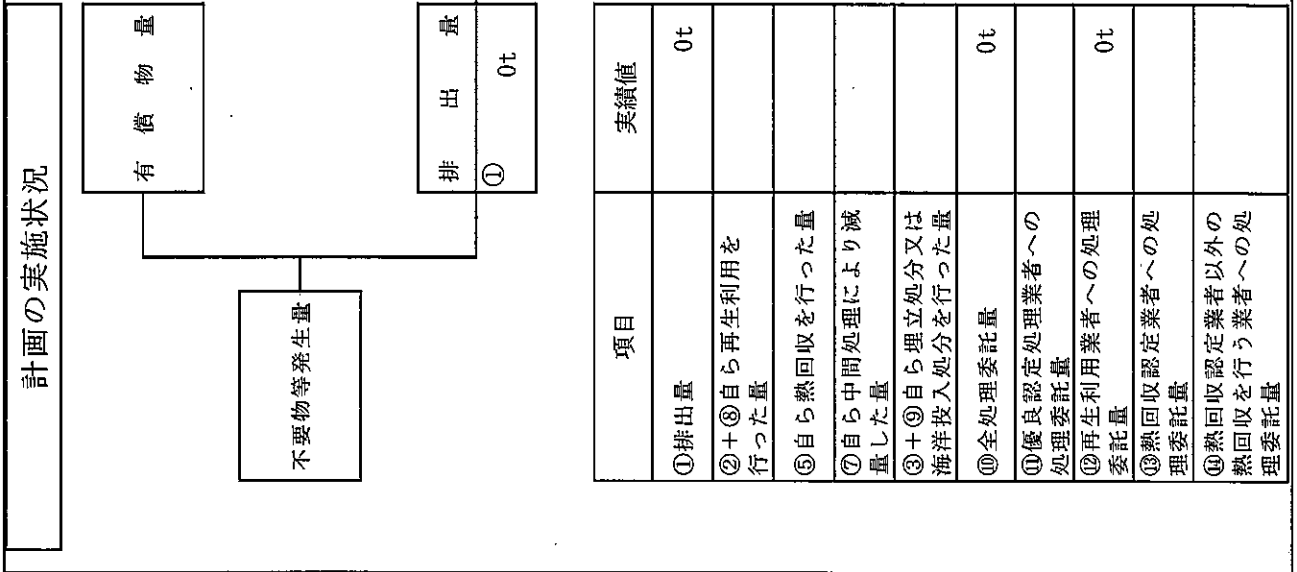 計画の実施状況
有償物量
不要物等発生量
排出量
①
0t
項目
実績値
①排出量
0t
②+⑧自ら再生利用を
行った量
⑤自ら熱回収を行った量
⑦自ら中間処理により減
量した量
③+⑨自ら埋立処分又は
海洋投入処分を行った量
⑩全処理委託量
0t
⑪優良認定処理業者への
処理委託量
⑫再生利用業者への処理
委託量
0t
⑬熱回収認定業者への処
理委託量
⑭熱回収認定業者以外の
熱回収を行う業者への処
理委託量